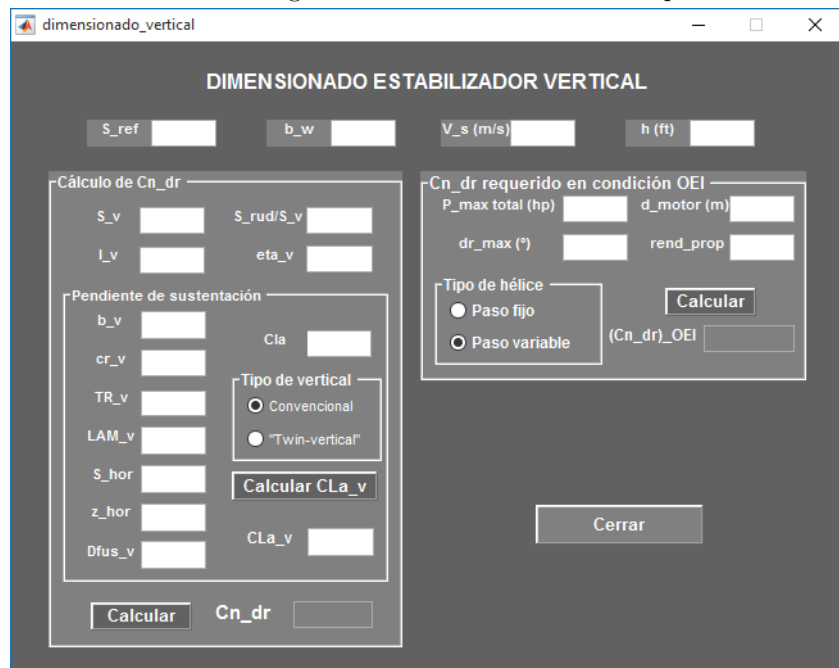 dimensionado_vertical
DIMENSIONADO ESTABILIZADOR VERTICAL
S_ref b_w V_s (m/s) h (ft)
Cálculo de Cn_dr
S_v S_rud/S_v
l_v eta_v
Pendiente de sustentación
b_v
Cla
cr_v
Tipo de vertical
TR_v Convencional
LAM_v "Twin-vertical"
S_hor Calcular CLa_v
z_hor
CLa_v
Dfus_v
Calcular Cn_dr
Cn_dr requerido en condición OEI
P_max total (hp) d_motor (m)
dr_max (º) rend_prop
Tipo de hélice
Paso fijo Calcular
Paso variable (Cn_dr)_OEI
Cerrar